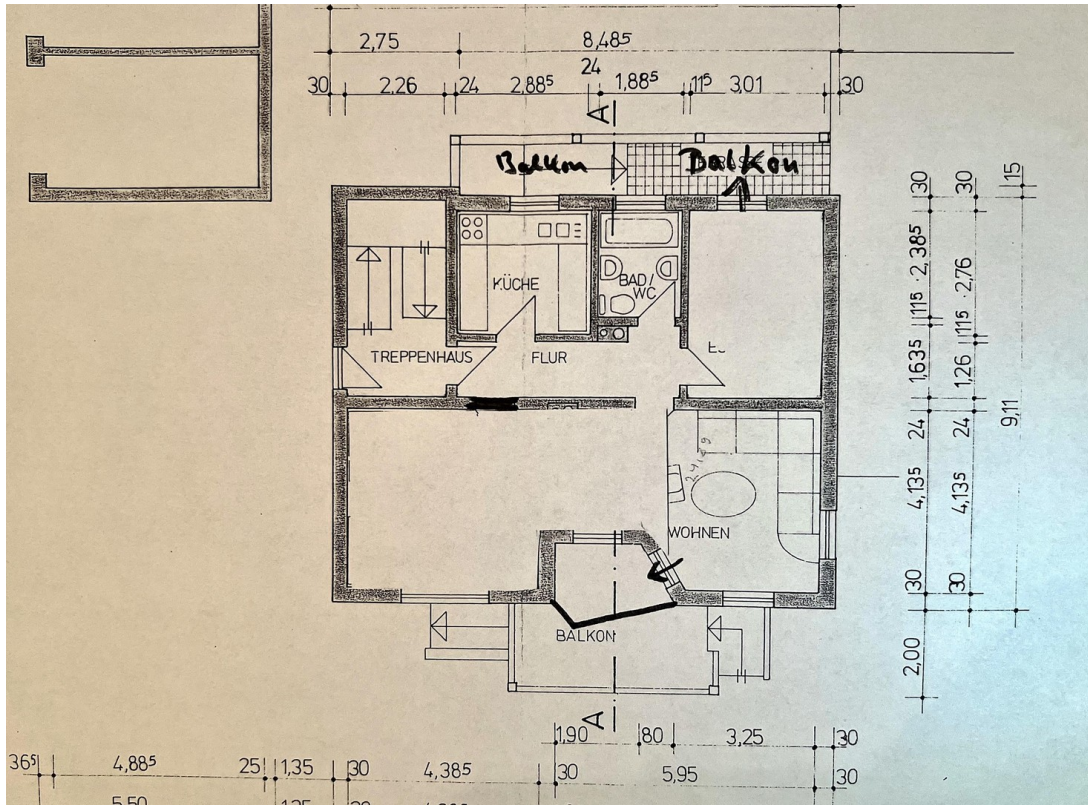 2,75 8,48⁵
24
30 2,26 24 2,88⁵ 1,88⁵ 11⁵ 3,01 30
A
Balkon Balkon
KÜCHE
BAD/
WC
TREPPENHAUS FLUR
WOHNEN
BALKON
A
30 30 15
2,38⁵ 2,76
11⁵ 11⁵
1,63⁵ 1,26
24 24 9,11
4,13⁵ 4,13⁵
30 30
2,00
1,90 80 3,25 30
36⁵ 4,88⁵ 25 1,35 30 4,38⁵ 30 5,95 30
5,50